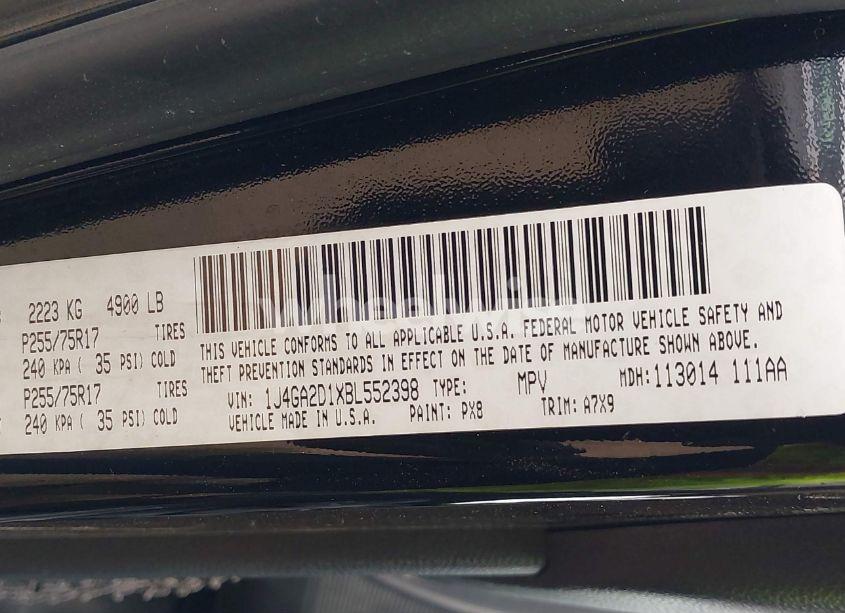 2223 KG 4900 LB
P255/75R17 TIRES
240 KPA ( 35 PSI) COLD
P255/75R17 TIRES
240 KPA ( 35 PSI) COLD
THIS VEHICLE CONFORMS TO ALL APPLICABLE U.S.A. FEDERAL MOTOR VEHICLE SAFETY AND
THEFT PREVENTION STANDARDS IN EFFECT ON THE DATE OF MANUFACTURE SHOWN ABOVE.
VIN: 1J4GA2D1XBL552398 TYPE: MPV MDH:113014 111AA
VEHICLE MADE IN U.S.A. PAINT: PX8 TRIM: A7X9